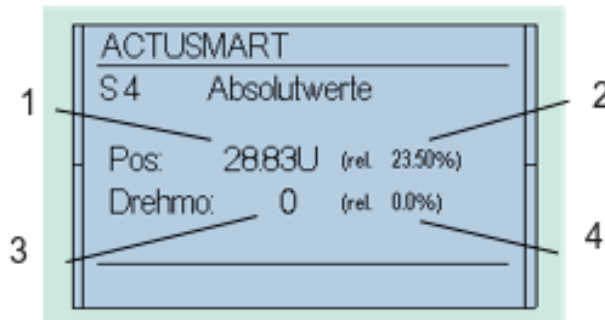 ACTUSMART
S 4 Absolutwerte
1 2
Pos: 28.83U (rel. 23.50%)
Drehmo: 0 (rel. 0.0%)
3 4